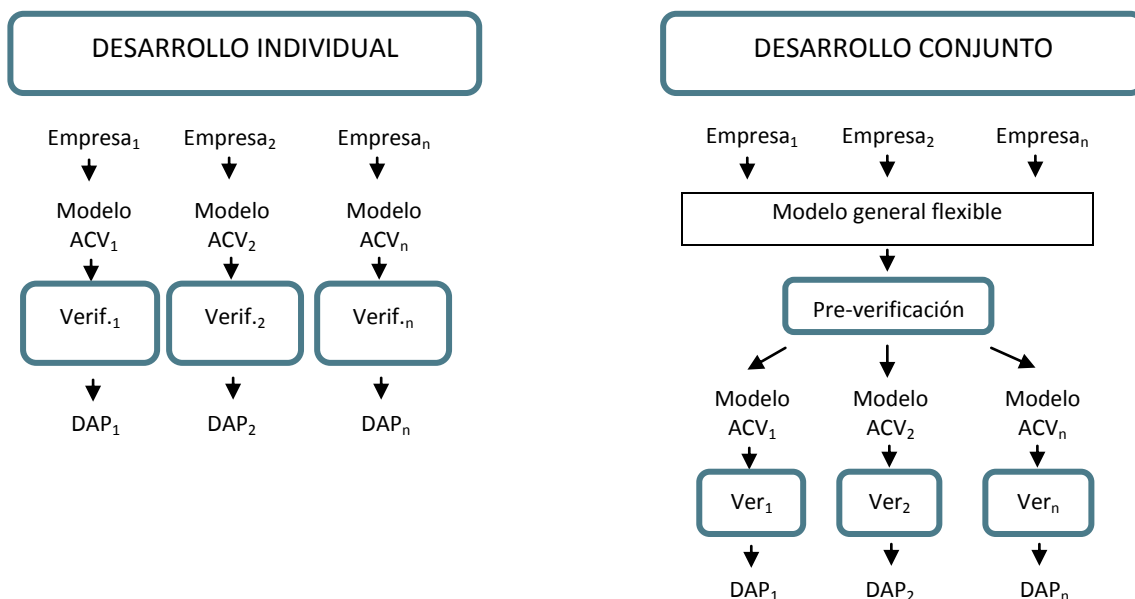 DESARROLLO INDIVIDUAL
Empresa₁ Empresa₂ Empresaₙ
Modelo Modelo Modelo
ACV₁ ACV₂ ACVₙ
Verif.₁ Verif.₂ Verif.ₙ
DAP₁ DAP₂ DAPₙ
DESARROLLO CONJUNTO
Empresa₁ Empresa₂ Empresaₙ
Modelo general flexible
Pre-verificación
Modelo Modelo Modelo
ACV₁ ACV₂ ACVₙ
Ver₁ Ver₂ Verₙ
DAP₁ DAP₂ DAPₙ